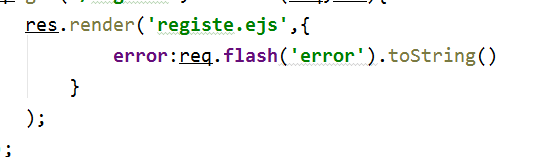 res.render('registe.ejs',{
error:req.flash('error').toString()
}
);
;